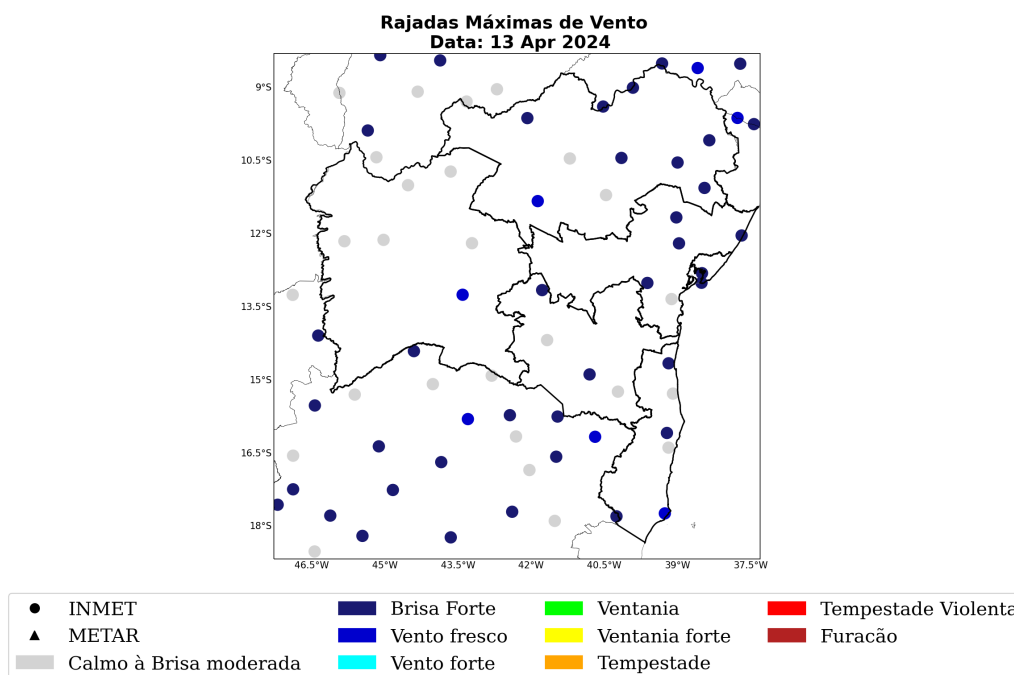 Rajadas Máximas de Vento
Data: 13 Apr 2024
9°S
10.5°S
12°S
13.5°S
15°S
16.5°S
18°S
46.5°W 45°W 43.5°W 42°W 40.5°W 39°W 37.5°W
INMET Brisa Forte Ventania Tempestade Violenta
METAR Vento fresco Ventania forte Furacão
Calmo à Brisa moderada Vento forte Tempestade